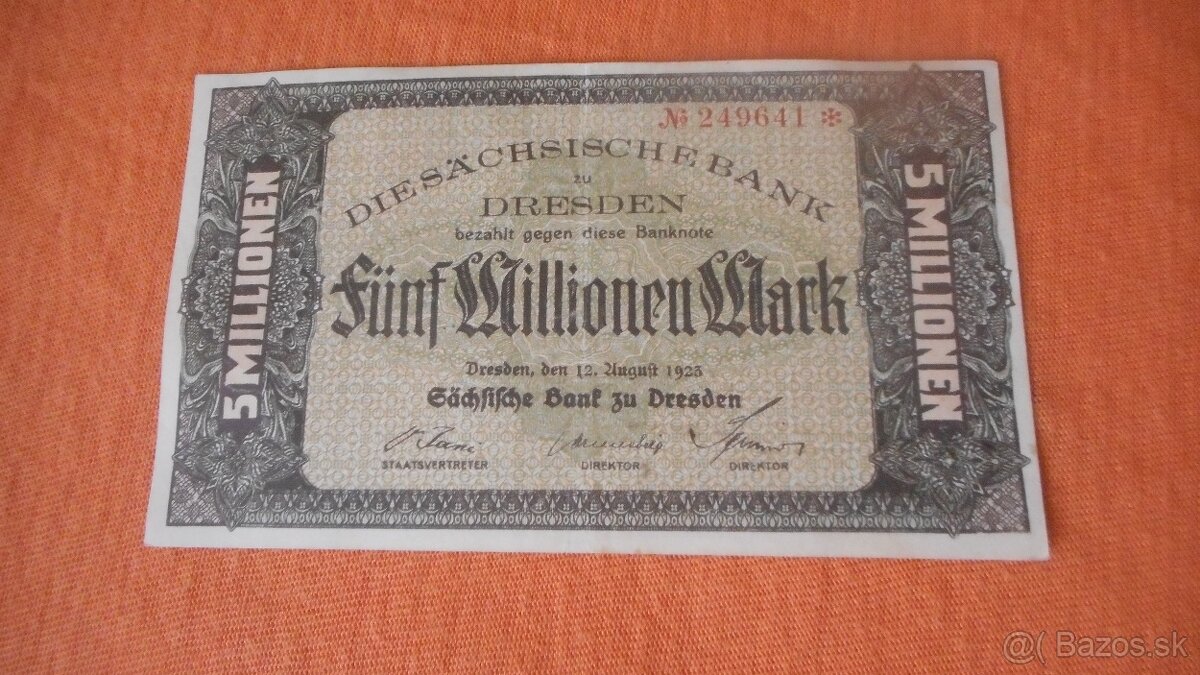 № 249641 *
DIE SÄCHSISCHE BANK
zu
DRESDEN
bezahlt gegen diese Banknote
Fünf Millionen Mark
Dresden, den 12. August 1923
Sächsische Bank zu Dresden
STAATSVERTRETER DIREKTOR DIREKTOR
5 MILLIONEN
5 MILLIONEN
@( Bazos.sk